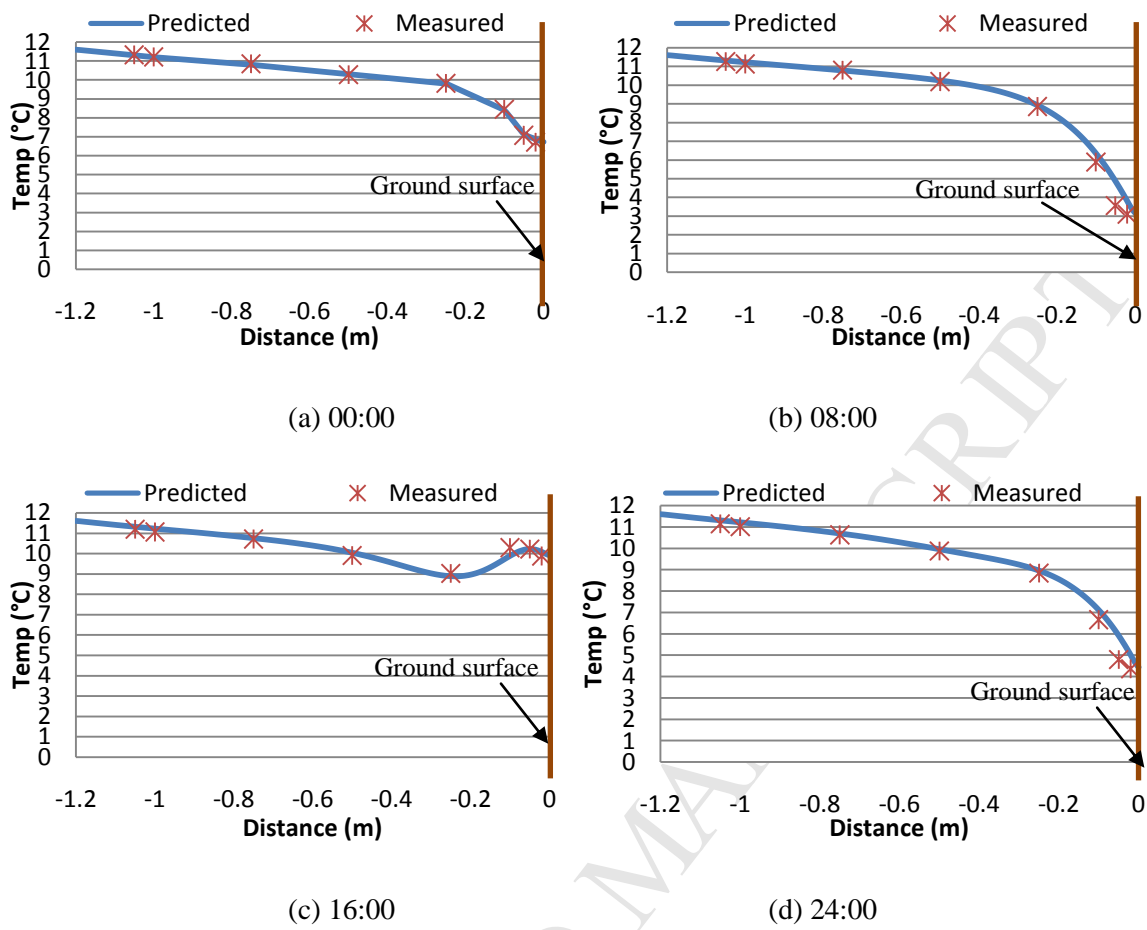 Predicted Measured
12
11
10
9
8
7
6
5
4
3
2
1
0
Temp (°C)
Ground surface
-1.2 -1 -0.8 -0.6 -0.4 -0.2 0
Distance (m)
(a) 00:00
Predicted Measured
12
11
10
9
8
7
6
5
4
3
2
1
0
Temp (°C)
Ground surface
-1.2 -1 -0.8 -0.6 -0.4 -0.2 0
Distance (m)
(b) 08:00
Predicted Measured
12
11
10
9
8
7
6
5
4
3
2
1
0
Temp (°C)
Ground surface
-1.2 -1 -0.8 -0.6 -0.4 -0.2 0
Distance (m)
(c) 16:00
Predicted Measured
12
11
10
9
8
7
6
5
4
3
2
1
0
Temp (°C)
Ground surface
-1.2 -1 -0.8 -0.6 -0.4 -0.2 0
Distance (m)
(d) 24:00